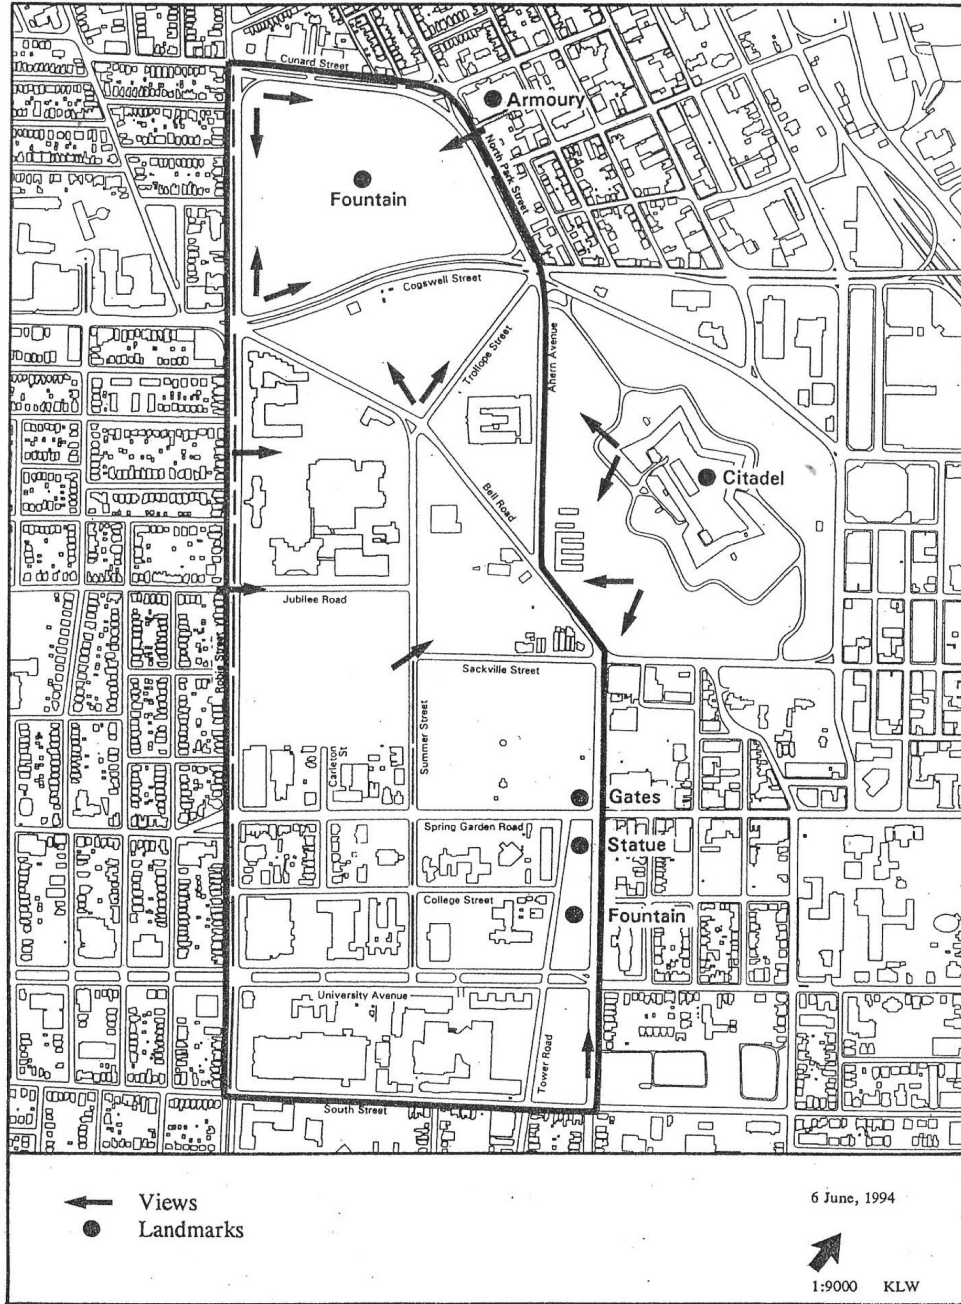 Cunard Street
Armoury
North Park Street
Fountain
Cogswell Street
Trollope Street
Ahern Avenue
Citadel
Bell Road
Jubilee Road
Robie Street
Sackville Street
Summer Street
Carleton St
Gates
Spring Garden Road
Statue
College Street
Fountain
University Avenue
Tower Road
South Street
Views
Landmarks
6 June, 1994
1:9000 KLW